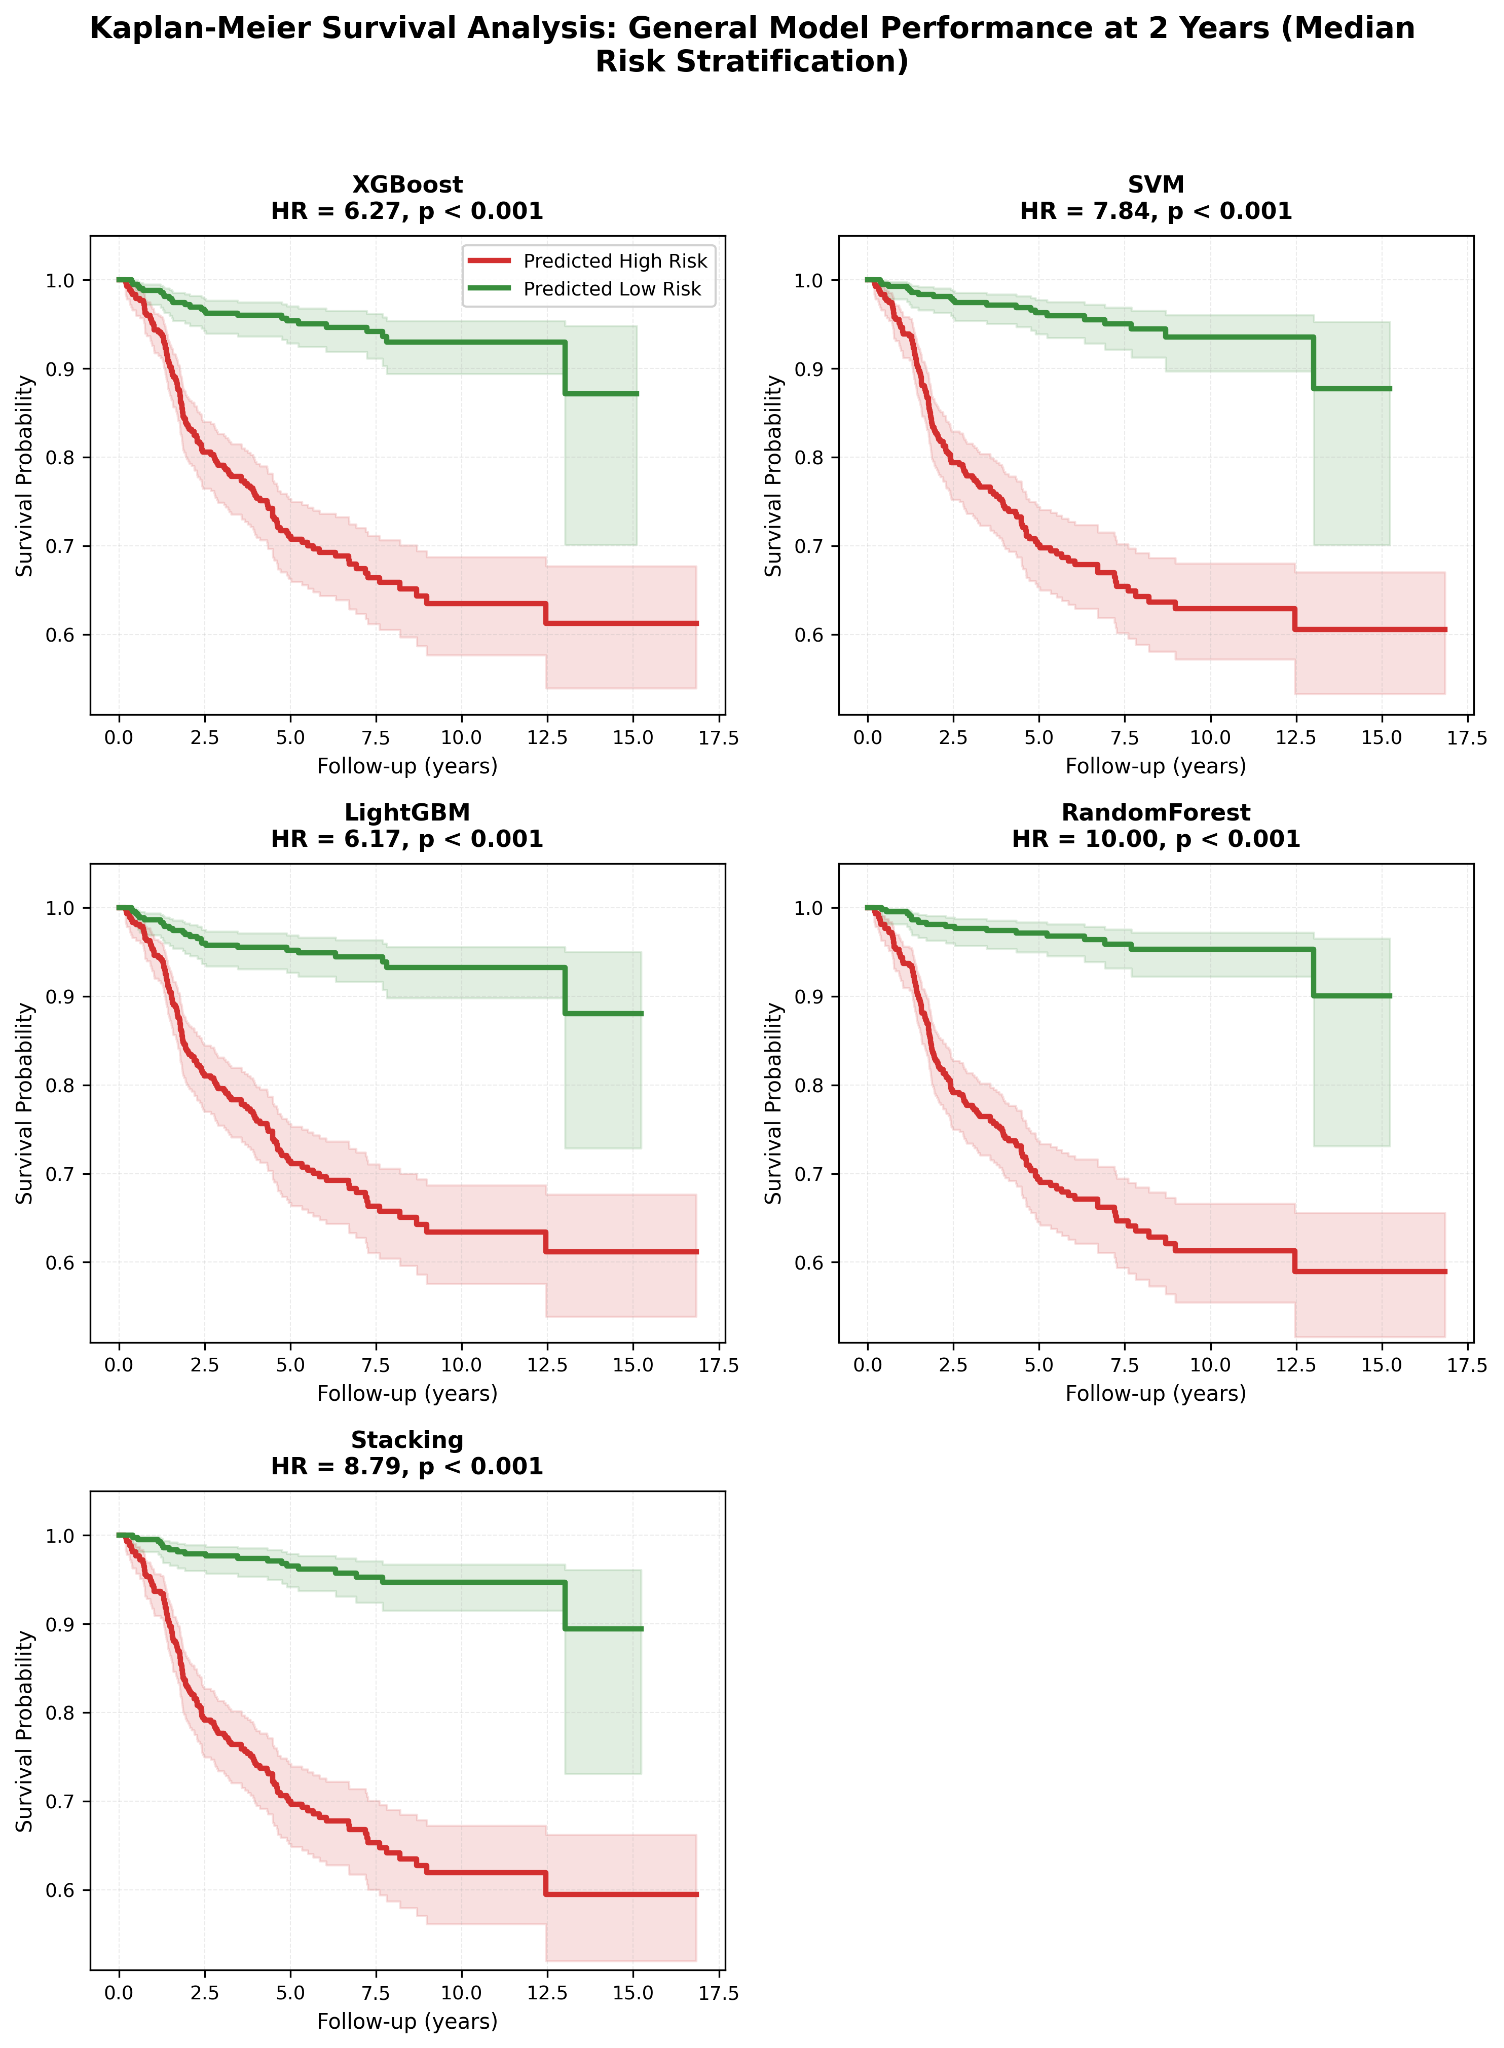 Kaplan-Meier Survival Analysis: General Model Performance at 2 Years (Median
Risk Stratification)
XGBoost
HR = 6.27, p < 0.001
Predicted High Risk
Predicted Low Risk
Survival Probability
1.0
0.9
0.8
0.7
0.6
0.0 2.5 5.0 7.5 10.0 12.5 15.0 17.5
Follow-up (years)
SVM
HR = 7.84, p < 0.001
Survival Probability
1.0
0.9
0.8
0.7
0.6
0.0 2.5 5.0 7.5 10.0 12.5 15.0 17.5
Follow-up (years)
LightGBM
HR = 6.17, p < 0.001
Survival Probability
1.0
0.9
0.8
0.7
0.6
0.0 2.5 5.0 7.5 10.0 12.5 15.0 17.5
Follow-up (years)
RandomForest
HR = 10.00, p < 0.001
Survival Probability
1.0
0.9
0.8
0.7
0.6
0.0 2.5 5.0 7.5 10.0 12.5 15.0 17.5
Follow-up (years)
Stacking
HR = 8.79, p < 0.001
Survival Probability
1.0
0.9
0.8
0.7
0.6
0.0 2.5 5.0 7.5 10.0 12.5 15.0 17.5
Follow-up (years)